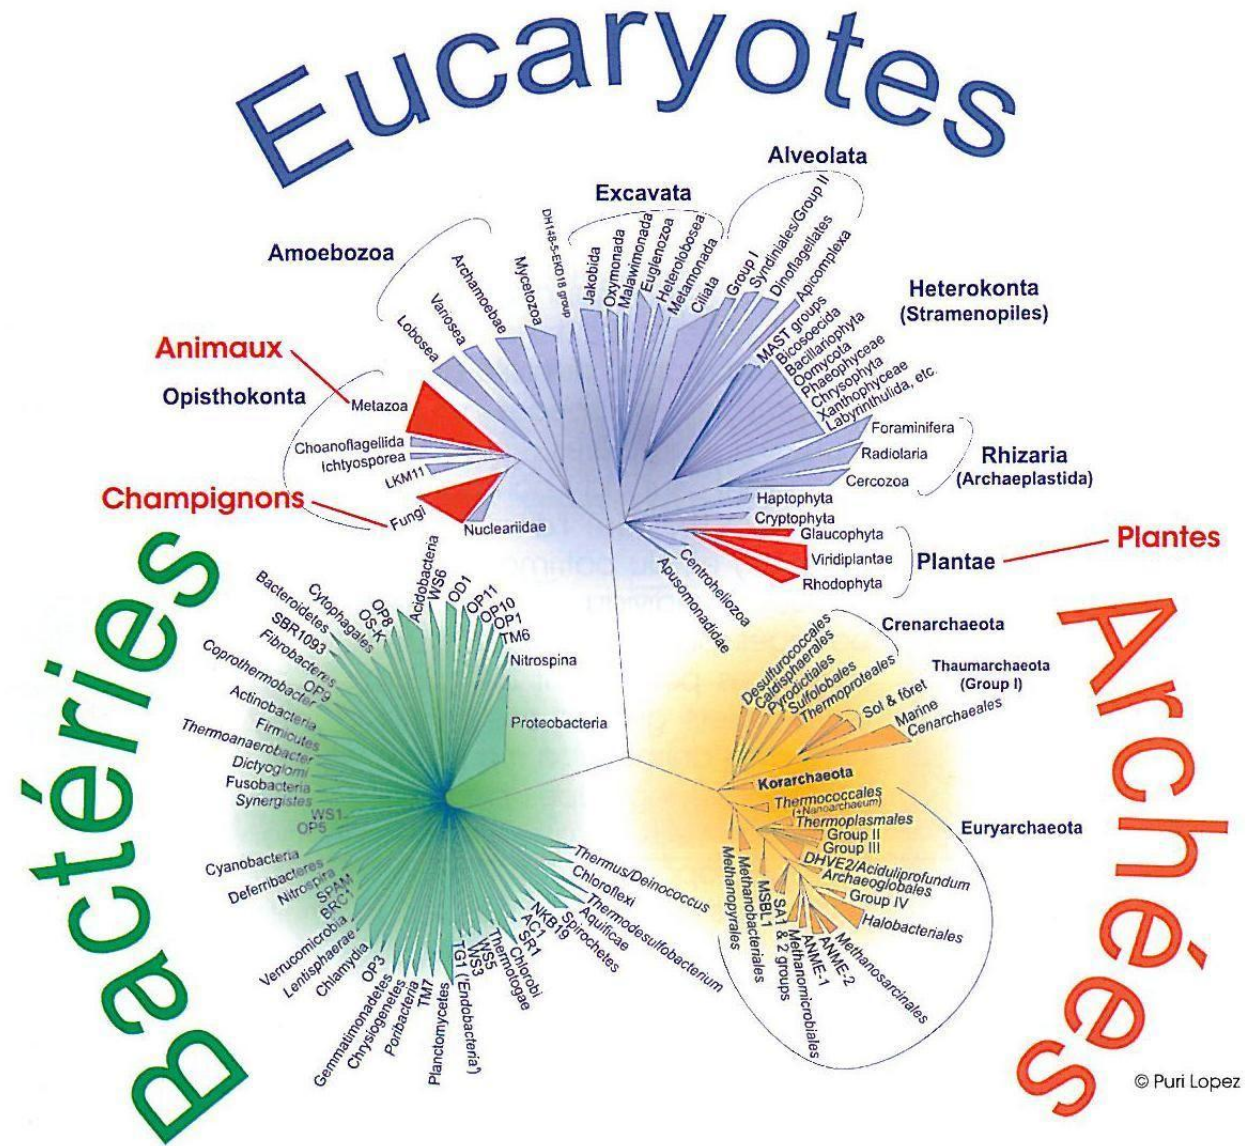 Eucaryotes
Alveolata
Excavata
Amoebozoa
Heterokonta
(Stramenopiles)
Animaux
Opisthokonta
Rhizaria
(Archaeplastida)
Champignons
Plantae
Plantes
Metazoa
Choanoflagellida
Ichtyosporea
LKM11
Fungi
Nucleariidae
Lobosea
Variosea
Archamoebae
Mycetozoa
DH148-5-EKD18 group
Jakobida
Oxymonada
Malawimonada
Euglenozoa
Heterolobosea
Metamonada
Ciliata
Group I
Syndiniales/Group II
Dinoflagellates
Apicomplexa
MAST groups
Bicosoecida
Bacillariophyta
Oomycota
Phaeophyceae
Chrysophyta
Xanthophyceae
Labyrinthulida, etc.
Foraminifera
Radiolaria
Cercozoa
Haptophyta
Cryptophyta
Glaucophyta
Viridiplantae
Rhodophyta
Centroheliozoa
Apusomonadidae
Bactéries
Acidobacteria
WS6
OD1
OP11
OP10
OP1
TM6
Nitrospina
Proteobacteria
OP8
OS-K
Cytophagales
Bacteroidetes
SBR1093
Fibrobacteres
OP9
Coprothermobacter
Actinobacteria
Firmicutes
Thermoanaerobacter
Dictyoglomi
Fusobacteria
Synergistes
WS1
OP5
Cyanobacteria
Deferribacteres
Nitrospira
SPAM
BRC1
Verrucomicrobia
Lentisphaerae
Chlamydia
OP3
Gemmatimonadetes
Chrysiogenetes
Poribacteria
TM7
Planctomycetes
TG1 ('Endobacteria')
WS3
WS5
Thermotogae
Chlorobi
SR1
AC1
NKB19
Spirochetes
Aquificae
Thermodesulfobacterium
Chloroflexi
Thermus/Deinococcus
Archées
Crenarchaeota
Thaumarchaeota
(Group I)
Desulfurococcales
Caldisphaerales
Pyrodictiales
Sulfolobales
Thermoproteales
Sol & fôret
Marine
Cenarchaeales
Korarchaeota
Euryarchaeota
Thermococcales
(+Nanoarchaeum)
Thermoplasmales
Group II
Group III
DHVE2/Aciduliprofundum
Archaeoglobales
Group IV
Halobacteriales
Methanosarcinales
ANME-2
ANME-1
Methanomicrobiales
SA1 & 2 groups
MSBL1
Methanobacteriales
Methanopyrales
© Puri Lopez